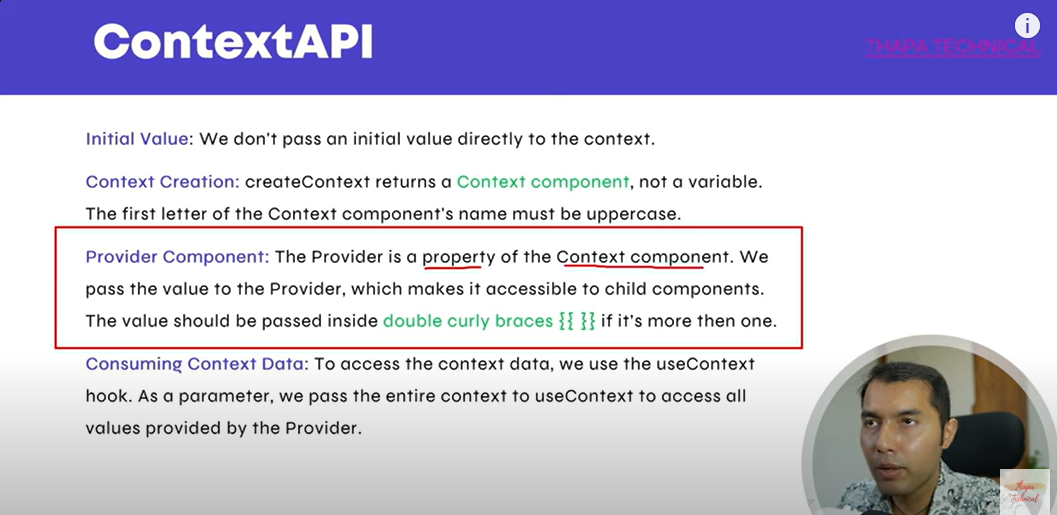 ContextAPI
THAPA TECHNICAL
Initial Value: We don't pass an initial value directly to the context.
Context Creation: createContext returns a Context component, not a variable.
The first letter of the Context component's name must be uppercase.
Provider Component: The Provider is a property of the Context component. We
pass the value to the Provider, which makes it accessible to child components.
The value should be passed inside double curly braces {{ }} if it's more then one.
Consuming Context Data: To access the context data, we use the useContext
hook. As a parameter, we pass the entire context to useContext to access all
values provided by the Provider.
Thapa
Technical